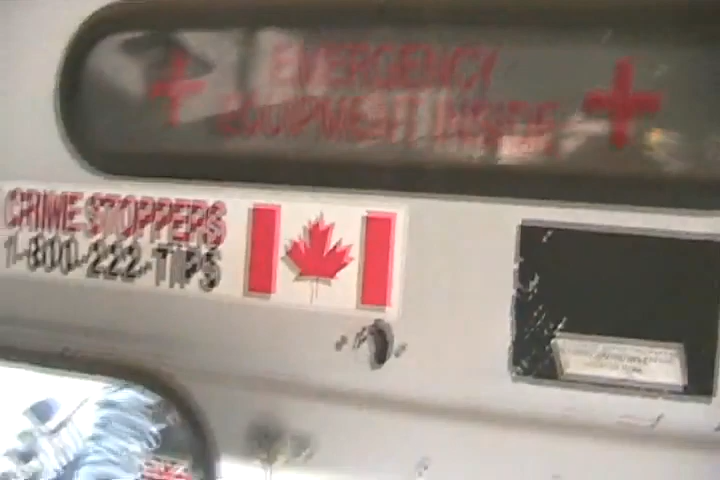 EMERGENCY
EQUIPMENT INSIDE
CRIME STOPPERS
1-800-222-TIPS